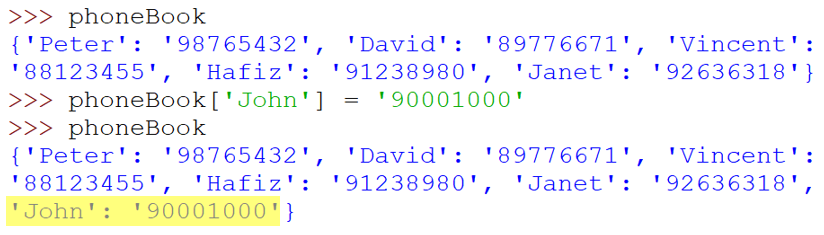 >>> phoneBook
{'Peter': '98765432', 'David': '89776671', 'Vincent':
'88123455', 'Hafiz': '91238980', 'Janet': '92636318'}
>>> phoneBook['John'] = '90001000'
>>> phoneBook
{'Peter': '98765432', 'David': '89776671', 'Vincent':
'88123455', 'Hafiz': '91238980', 'Janet': '92636318',
'John': '90001000'}